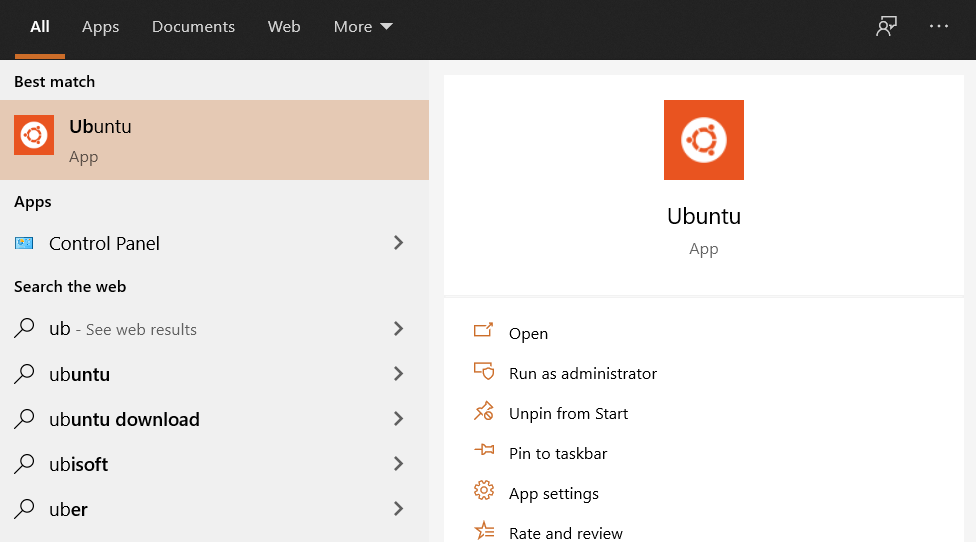 All Apps Documents Web More
Best match
Ubuntu
App
Apps
Control Panel
Search the web
ub - See web results
ubuntu
ubuntu download
ubisoft
uber
Ubuntu
App
Open
Run as administrator
Unpin from Start
Pin to taskbar
App settings
Rate and review